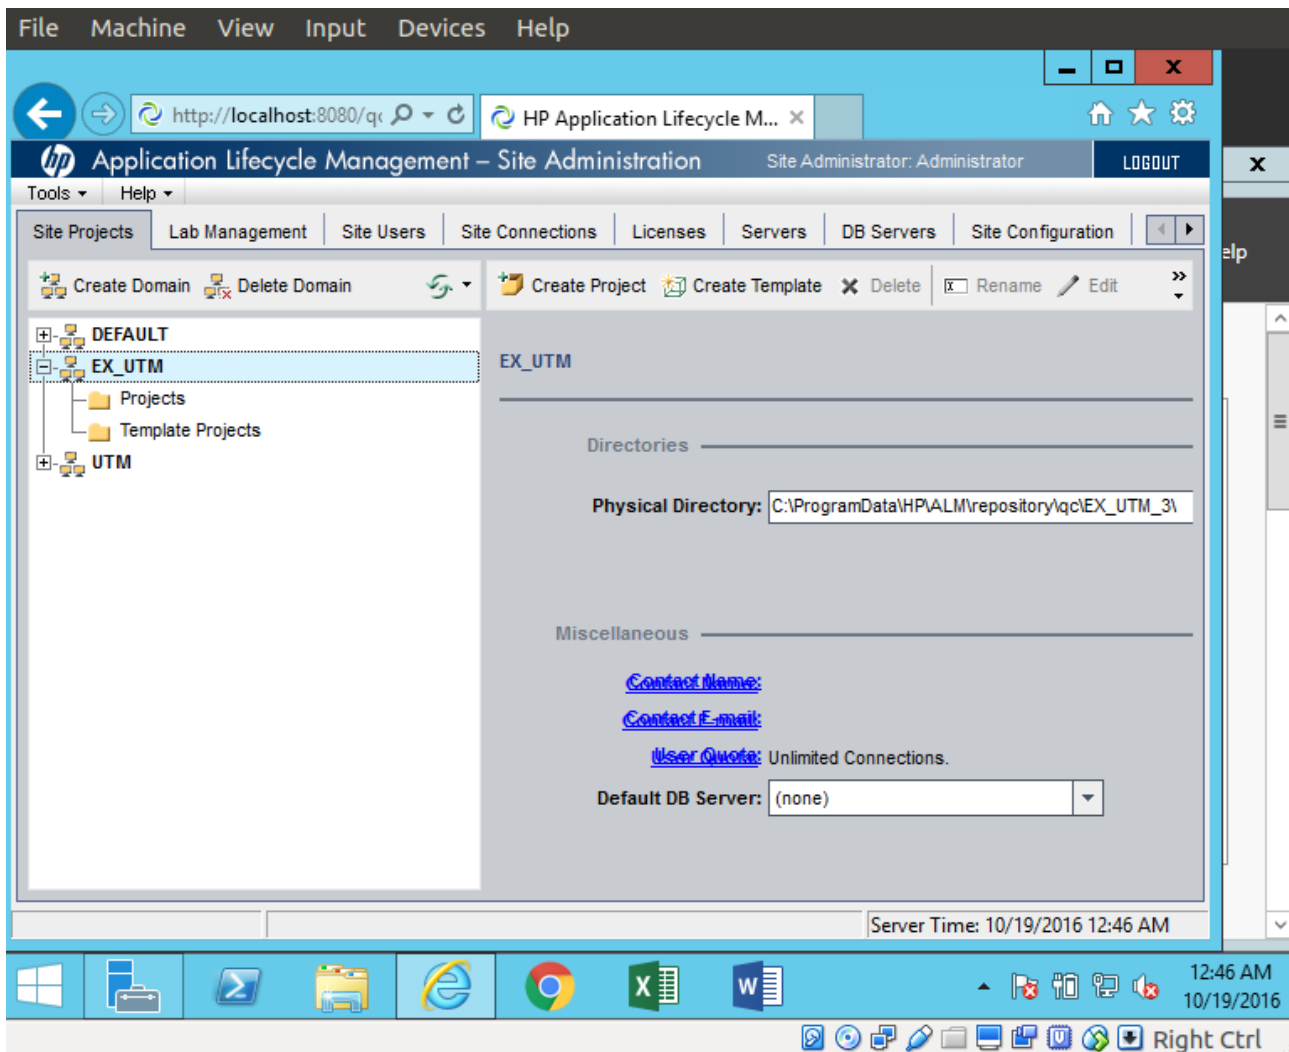 File Machine View Input Devices Help
http://localhost:8080/qc HP Application Lifecycle M...
hp Application Lifecycle Management – Site Administration Site Administrator: Administrator LOGOUT
Tools Help
Site Projects Lab Management Site Users Site Connections Licenses Servers DB Servers Site Configuration
elp
Create Domain Delete Domain Create Project Create Template Delete Rename Edit
DEFAULT
EX_UTM
Projects
Template Projects
UTM
EX_UTM
Directories
Physical Directory: C:\ProgramData\HP\ALM\repository\qc\EX_UTM_3\
Miscellaneous
Contact Name:
Contact E-mail:
User Quota: Unlimited Connections.
Default DB Server: (none)
Server Time: 10/19/2016 12:46 AM
12:46 AM
10/19/2016
Right Ctrl